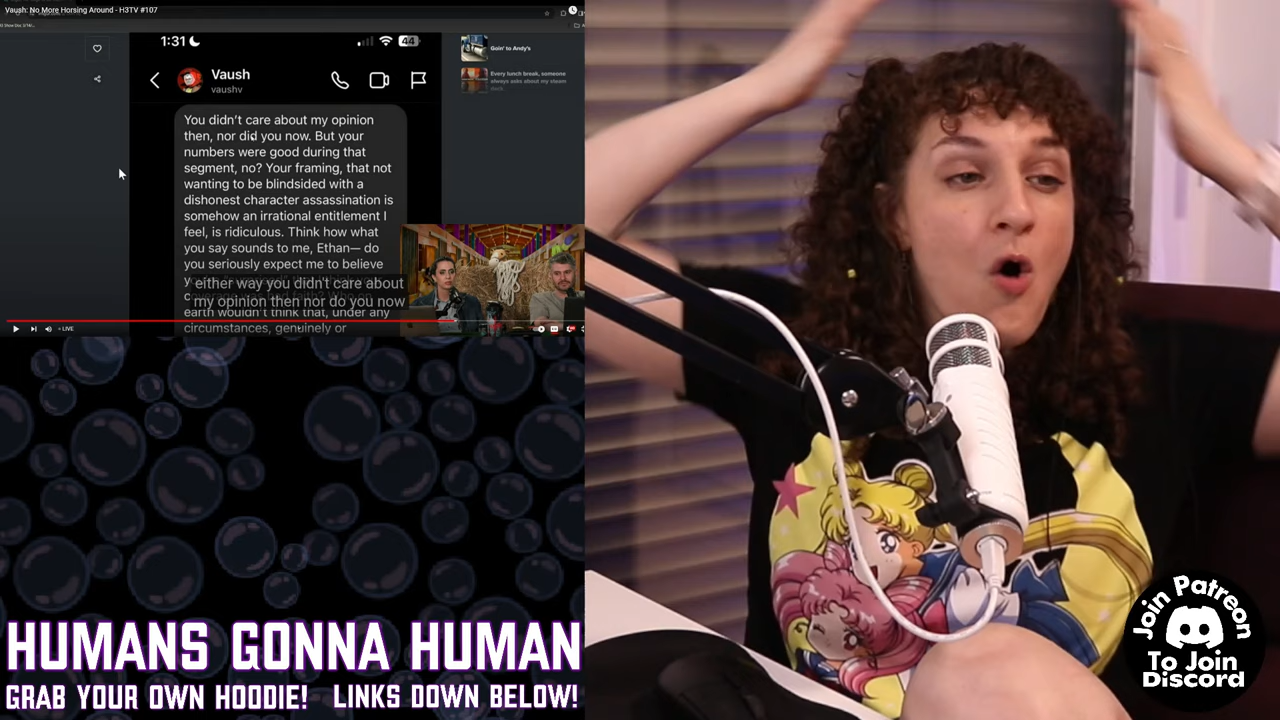 Vaush: No More Horsing Around - H3TV #107
1:31
44
Vaush
vaushv
You didn't care about my opinion
then, nor did you now. But your
numbers were good during that
segment, no? Your framing, that not
wanting to be blindsided with a
dishonest character assassination is
somehow an irrational entitlement I
feel, is ridiculous. Think how what
you say sounds to me, Ethan— do
you seriously expect me to believe
earth wouldn't think that, under any
circumstances, genuinely or
either way you didn't care about
my opinion then nor do you now
Goin' to Andy's
Every lunch break, someone
always asks about my steam
deck
LIVE
HUMANS GONNA HUMAN
GRAB YOUR OWN HOODIE! LINKS DOWN BELOW!
Join Patreon
To Join
Discord